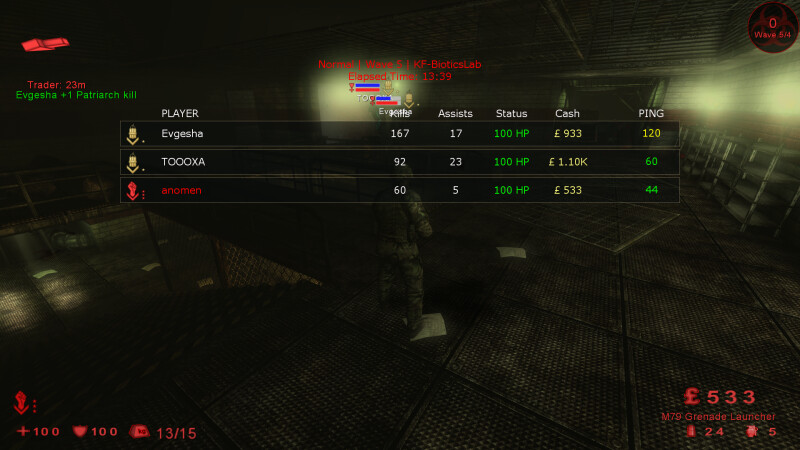 0
Wave 5/4
Normal | Wave 5 | KF-BioticsLab
Elapsed Time: 13:39
Trader: 23m
Evgesha +1 Patriarch kill
Evgesha
PLAYER Kills Assists Status Cash PING
Evgesha 167 17 100 HP £ 933 120
TOOOXA 92 23 100 HP £ 1.10K 60
anomen 60 5 100 HP £ 533 44
£ 533
M79 Grenade Launcher
100 100 13/15
24 5